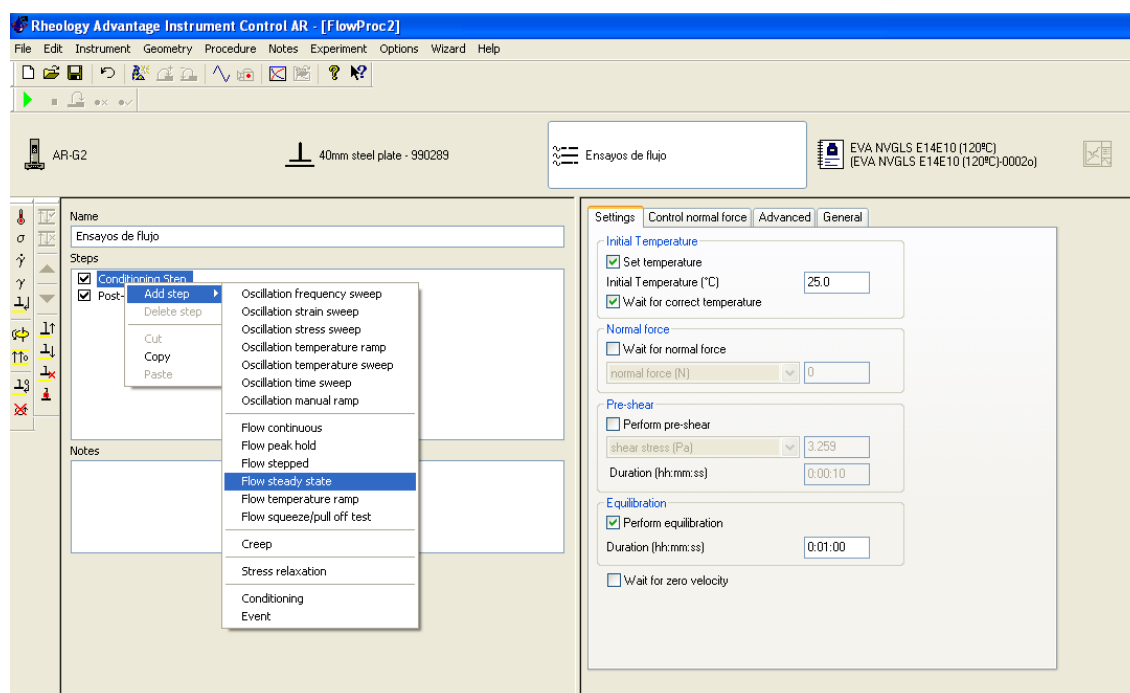 Rheology Advantage Instrument Control AR - [FlowProc2]
File Edit Instrument Geometry Procedure Notes Experiment Options Wizard Help
AR-G2
40mm steel plate - 990289
Ensayos de flujo
EVA NVGLS E14E10 (120ºC)
(EVA NVGLS E14E10 (120ºC)-0002o)
Name
Ensayos de flujo
Steps
Conditioning Step
Post-
Add step
Delete step
Cut
Copy
Paste
Oscillation frequency sweep
Oscillation strain sweep
Oscillation stress sweep
Oscillation temperature ramp
Oscillation temperature sweep
Oscillation time sweep
Oscillation manual ramp
Flow continuous
Flow peak hold
Flow stepped
Flow steady state
Flow temperature ramp
Flow squeeze/pull off test
Creep
Stress relaxation
Conditioning
Event
Notes
Settings Control normal force Advanced General
Initial Temperature
Set temperature
Initial Temperature (°C) 25.0
Wait for correct temperature
Normal force
Wait for normal force
normal force (N) 0
Pre-shear
Perform pre-shear
shear stress (Pa) 3.259
Duration (hh:mm:ss) 0:00:10
Equilibration
Perform equilibration
Duration (hh:mm:ss) 0:01:00
Wait for zero velocity